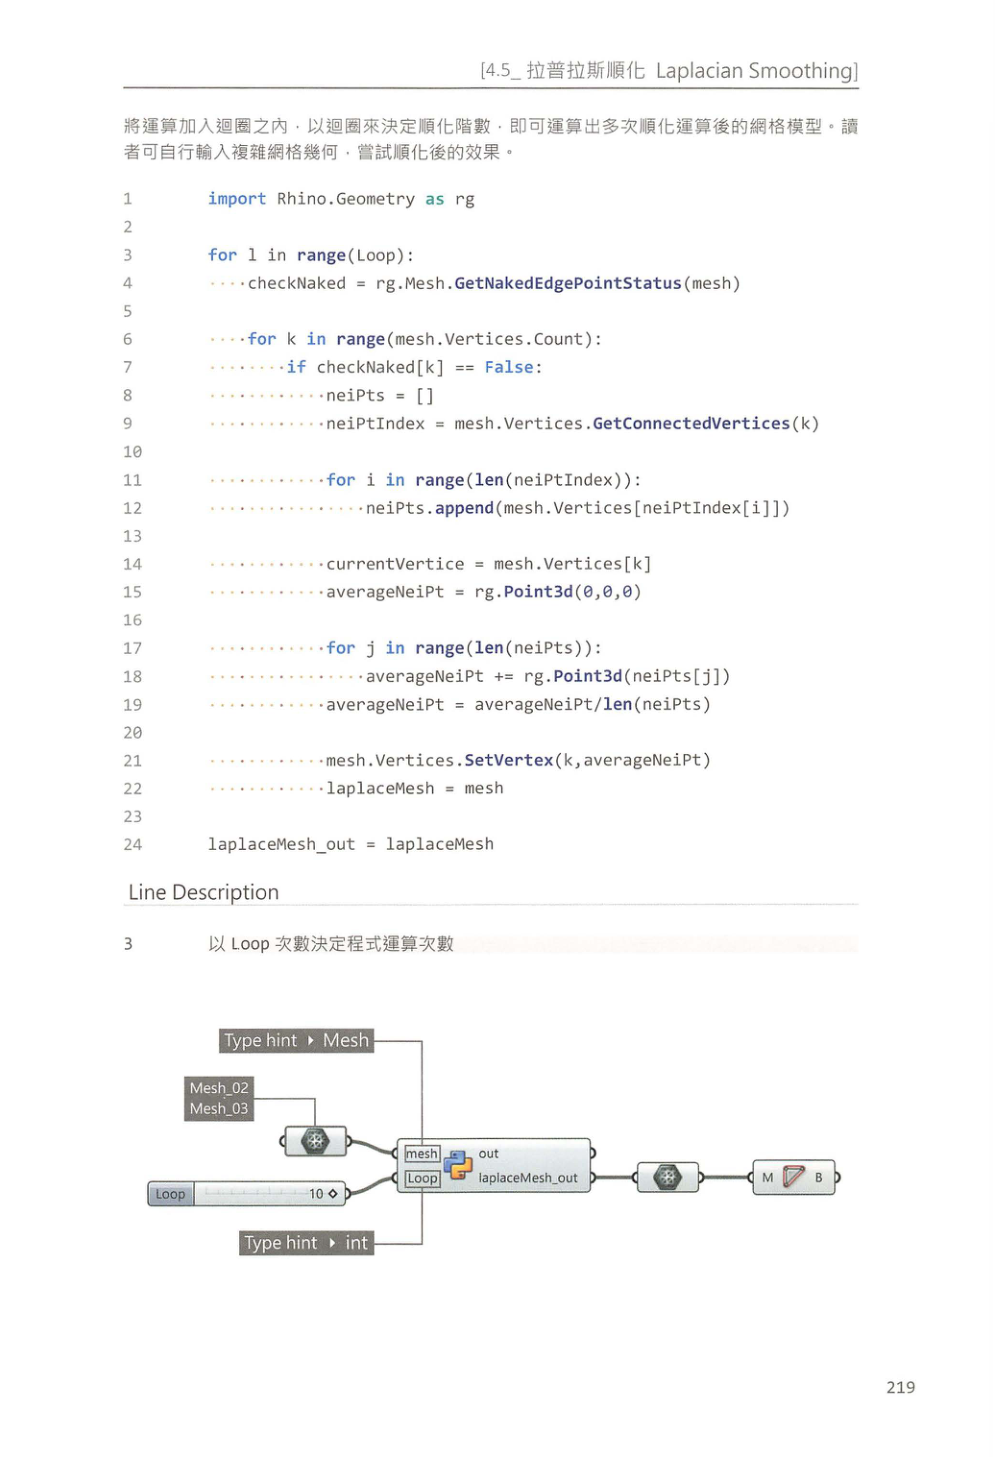 [4.5_ 拉普拉斯順化 Laplacian Smoothing]
將運算加入迴圈之內，以迴圈來決定順化階數，即可運算出多次順化運算後的網格模型。讀
者可自行輸入複雜網格幾何，嘗試順化後的效果。
1 import Rhino.Geometry as rg
2
3 for l in range(Loop):
4 ····checkNaked = rg.Mesh.GetNakedEdgePointStatus(mesh)
5
6 ····for k in range(mesh.Vertices.Count):
7 ········if checkNaked[k] == False:
8 ············neiPts = []
9 ············neiPtIndex = mesh.Vertices.GetConnectedVertices(k)
10
11 ············for i in range(len(neiPtIndex)):
12 ················neiPts.append(mesh.Vertices[neiPtIndex[i]])
13
14 ············currentVertice = mesh.Vertices[k]
15 ············averageNeiPt = rg.Point3d(0,0,0)
16
17 ············for j in range(len(neiPts)):
18 ················averageNeiPt += rg.Point3d(neiPts[j])
19 ············averageNeiPt = averageNeiPt/len(neiPts)
20
21 ············mesh.Vertices.SetVertex(k,averageNeiPt)
22 ············laplaceMesh = mesh
23
24 laplaceMesh_out = laplaceMesh
Line Description
3 以 Loop 次數決定程式運算次數
Type hint ▸ Mesh
Mesh_02
Mesh_03
mesh out
Loop laplaceMesh_out
M B
Loop 10 ◇
Type hint ▸ int
219